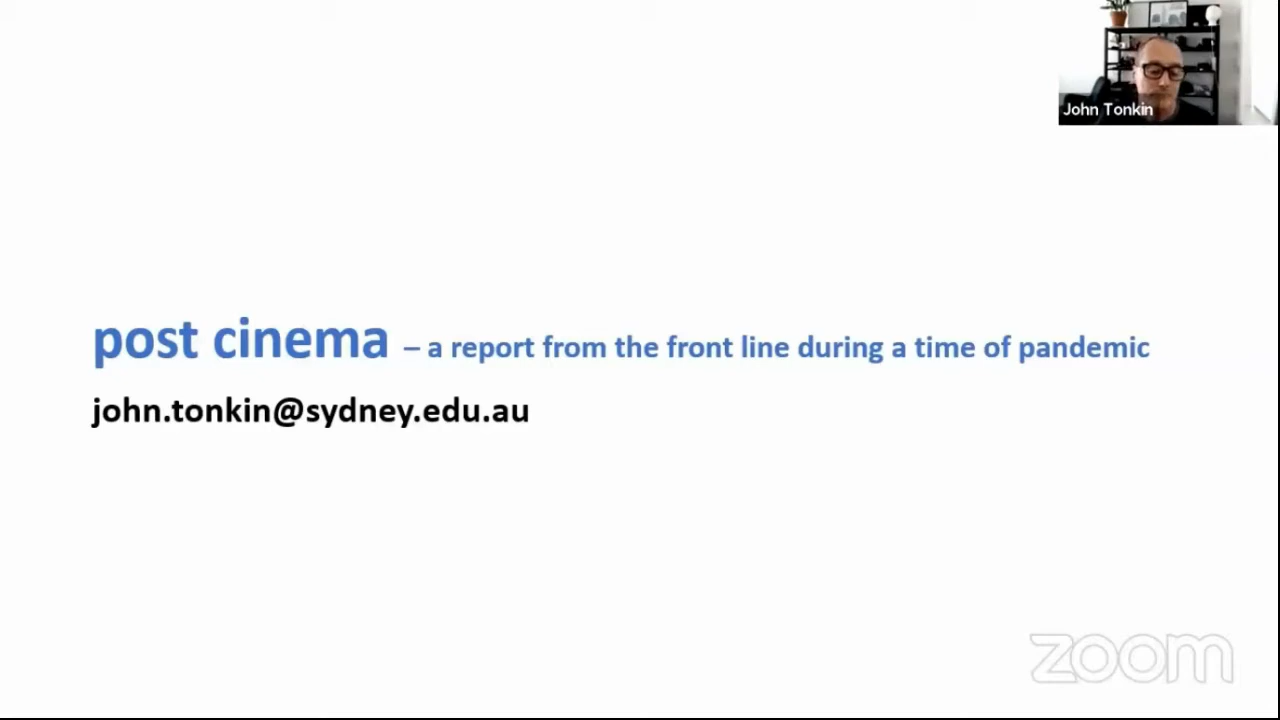 John Tonkin
post cinema – a report from the front line during a time of pandemic
john.tonkin@sydney.edu.au
zoom